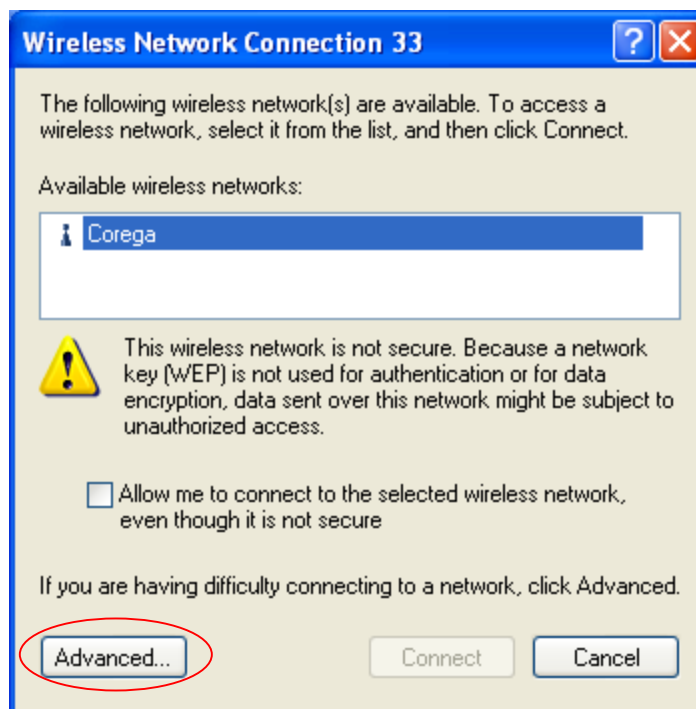 Wireless Network Connection 33
The following wireless network(s) are available. To access a
wireless network, select it from the list, and then click Connect.
Available wireless networks:
Corega
This wireless network is not secure. Because a network
key (WEP) is not used for authentication or for data
encryption, data sent over this network might be subject to
unauthorized access.
Allow me to connect to the selected wireless network,
even though it is not secure
If you are having difficulty connecting to a network, click Advanced.
Advanced... Connect Cancel